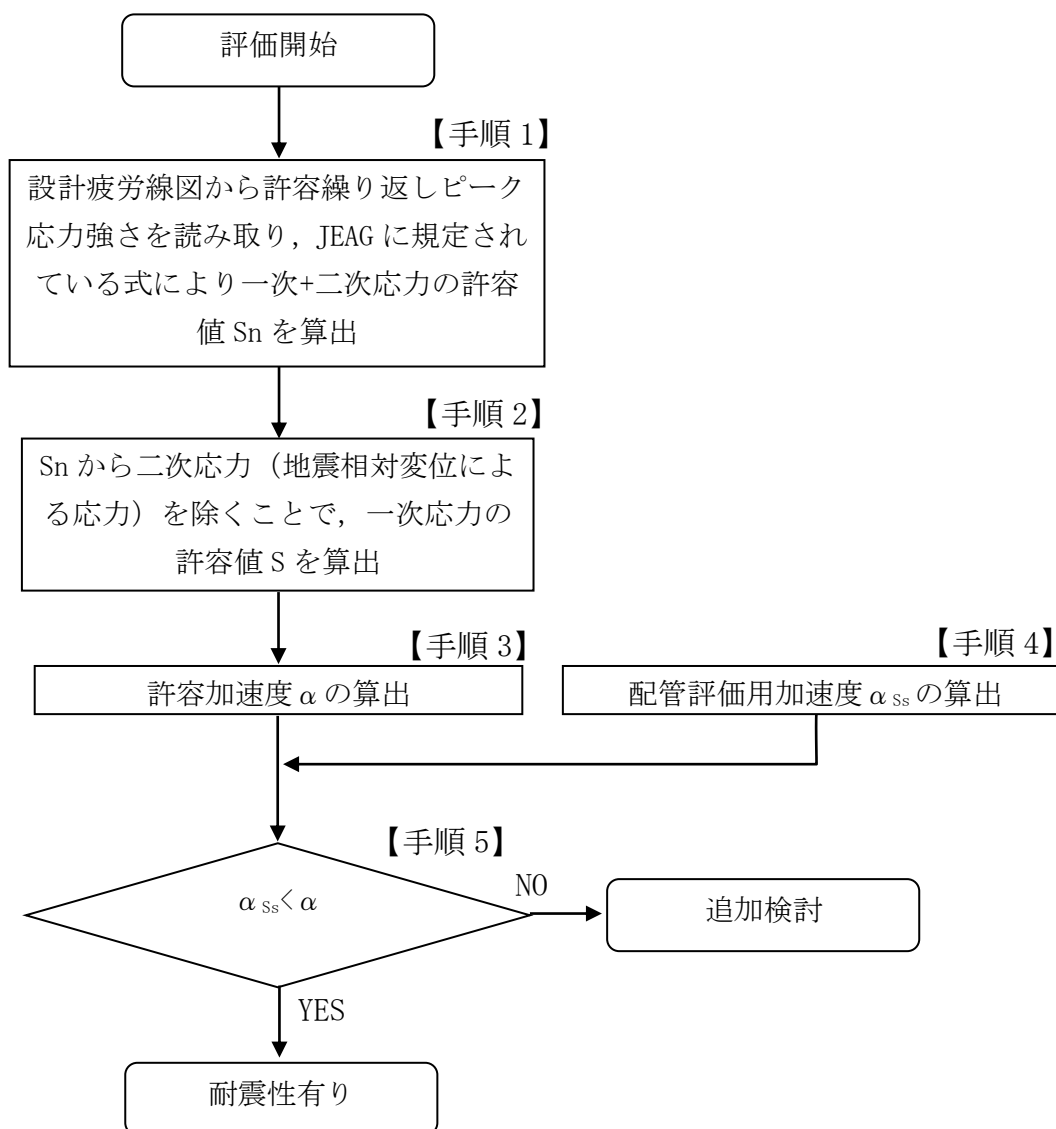 評価開始
【手順 1】
設計疲労線図から許容繰り返しピーク
応力強さを読み取り，JEAG に規定され
ている式により一次+二次応力の許容
値 Sn を算出
【手順 2】
Sn から二次応力（地震相対変位によ
る応力）を除くことで，一次応力の
許容値 S を算出
【手順 3】
許容加速度 α の算出
【手順 4】
配管評価用加速度 α Ss の算出
【手順 5】
α Ss< α
NO
追加検討
YES
耐震性有り